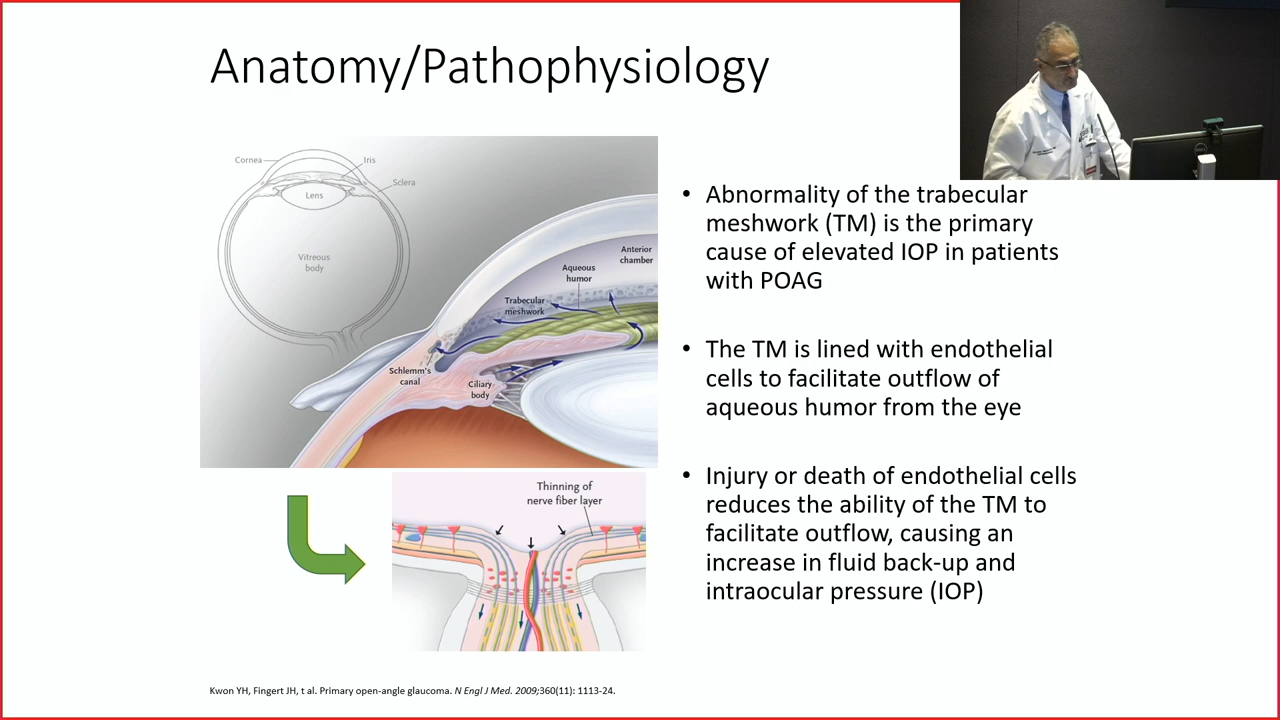 Anatomy/Pathophysiology
Cornea
Iris
Sclera
Lens
Vitreous
body
Anterior
chamber
Aqueous
humor
Trabecular
meshwork
Schlemm's
canal
Ciliary
body
Thinning of
nerve fiber layer
• Abnormality of the trabecular
meshwork (TM) is the primary
cause of elevated IOP in patients
with POAG
• The TM is lined with endothelial
cells to facilitate outflow of
aqueous humor from the eye
• Injury or death of endothelial cells
reduces the ability of the TM to
facilitate outflow, causing an
increase in fluid back-up and
intraocular pressure (IOP)
Kwon YH, Fingert JH, t al. Primary open-angle glaucoma. N Engl J Med. 2009;360(11): 1113-24.